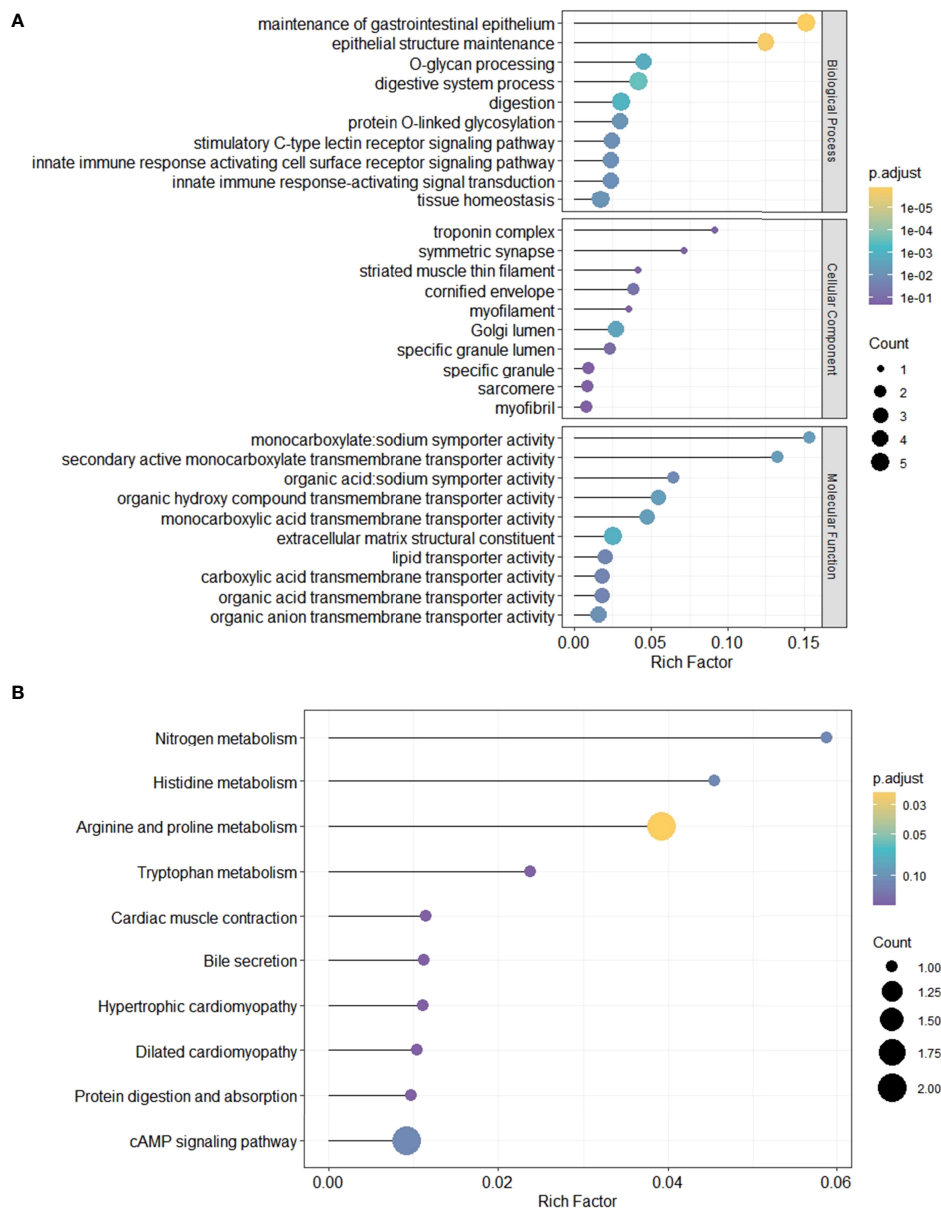 A
maintenance of gastrointestinal epithelium
epithelial structure maintenance
O-glycan processing
digestive system process
digestion
protein O-linked glycosylation
stimulatory C-type lectin receptor signaling pathway
innate immune response activating cell surface receptor signaling pathway
innate immune response-activating signal transduction
tissue homeostasis
Biological Process
troponin complex
symmetric synapse
striated muscle thin filament
cornified envelope
myofilament
Golgi lumen
specific granule lumen
specific granule
sarcomere
myofibril
Cellular Component
monocarboxylate:sodium symporter activity
secondary active monocarboxylate transmembrane transporter activity
organic acid:sodium symporter activity
organic hydroxy compound transmembrane transporter activity
monocarboxylic acid transmembrane transporter activity
extracellular matrix structural constituent
lipid transporter activity
carboxylic acid transmembrane transporter activity
organic acid transmembrane transporter activity
organic anion transmembrane transporter activity
Molecular Function
0.00 0.05 0.10 0.15
Rich Factor
p.adjust
1e-05
1e-04
1e-03
1e-02
1e-01
Count
1
2
3
4
5
B
Nitrogen metabolism
Histidine metabolism
Arginine and proline metabolism
Tryptophan metabolism
Cardiac muscle contraction
Bile secretion
Hypertrophic cardiomyopathy
Dilated cardiomyopathy
Protein digestion and absorption
cAMP signaling pathway
0.00 0.02 0.04 0.06
Rich Factor
p.adjust
0.03
0.05
0.10
Count
1.00
1.25
1.50
1.75
2.00